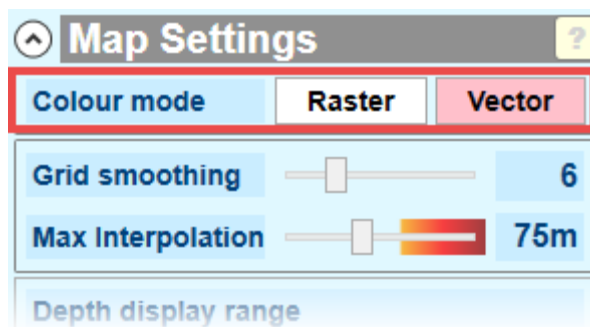 Map Settings ?
Colour mode Raster Vector
Grid smoothing 6
Max Interpolation 75m
Depth display range